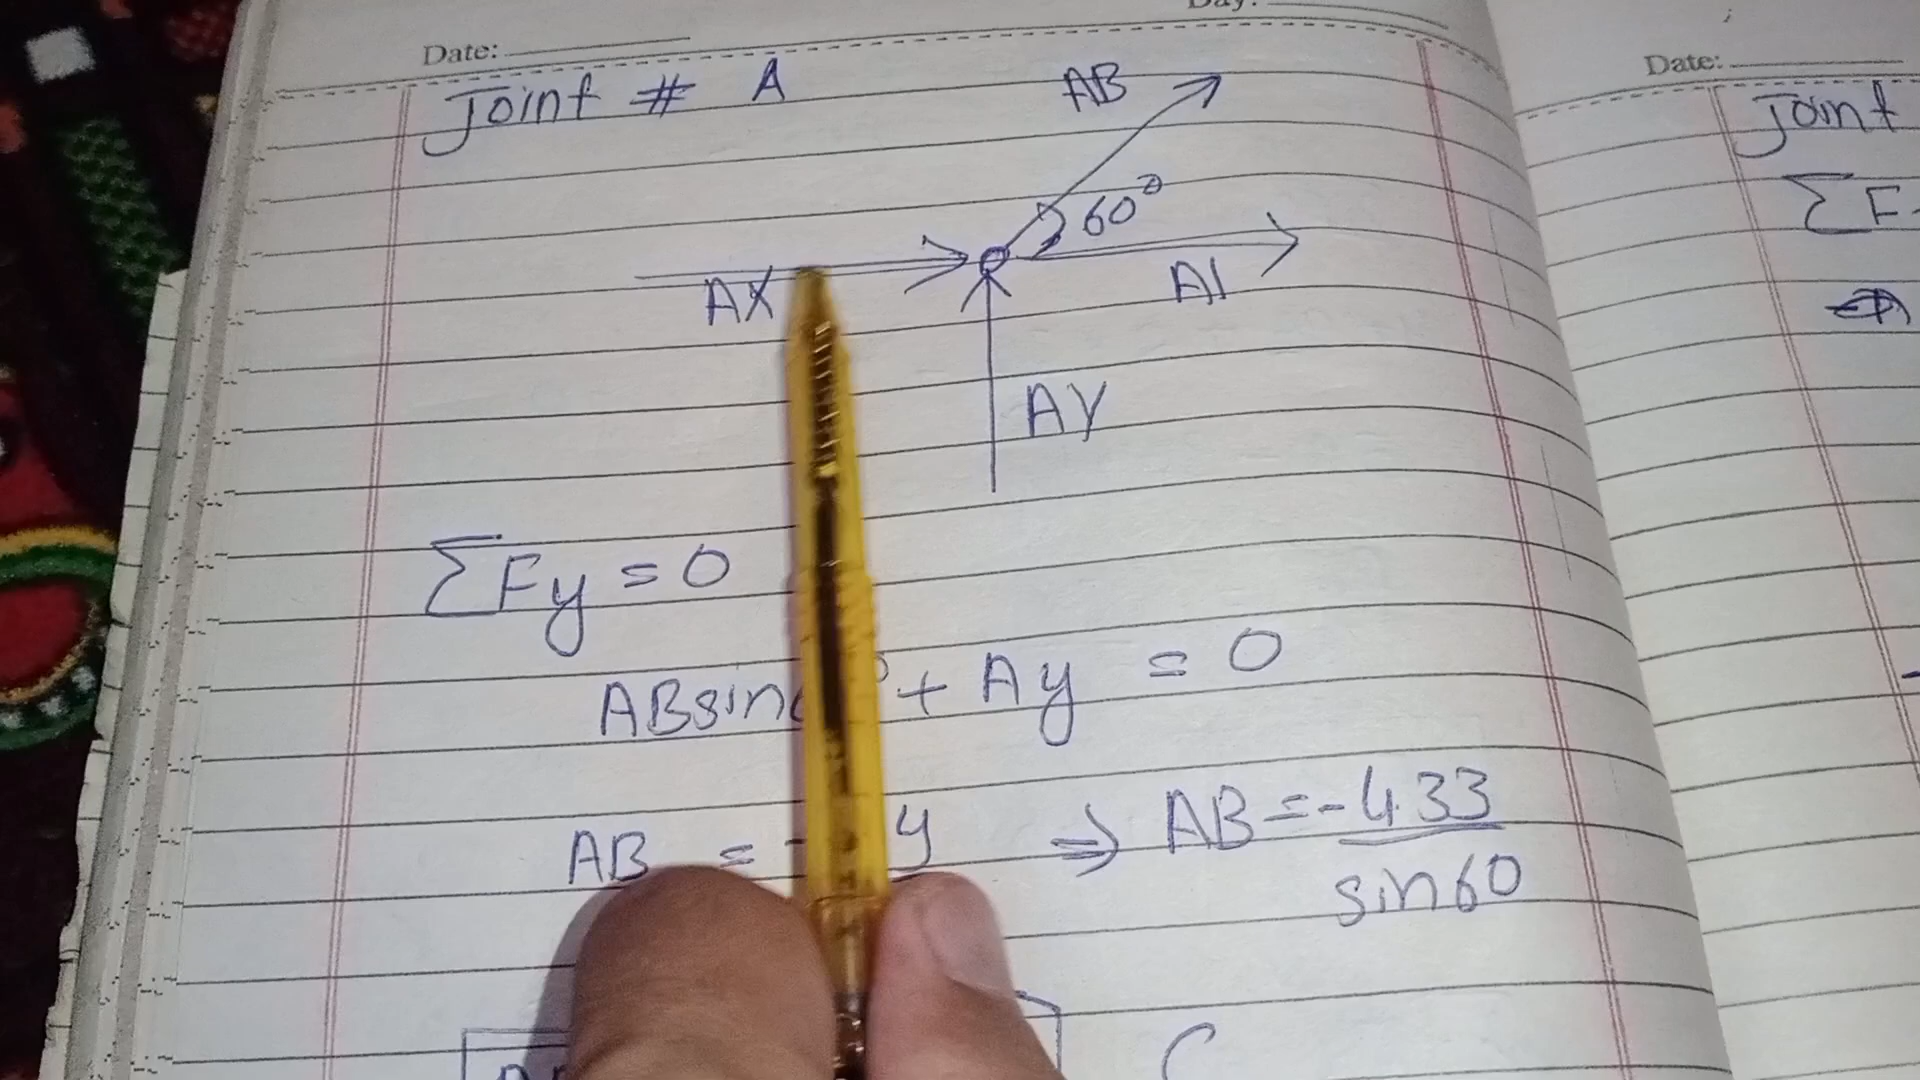 Day:
Date:
Joint # A
AB
60°
AX
AI
AY
ΣFy = 0
ABsin + Ay = 0
AB = - y ⇒ AB = -4.33
sin60
C
Date:
Joint
ΣF